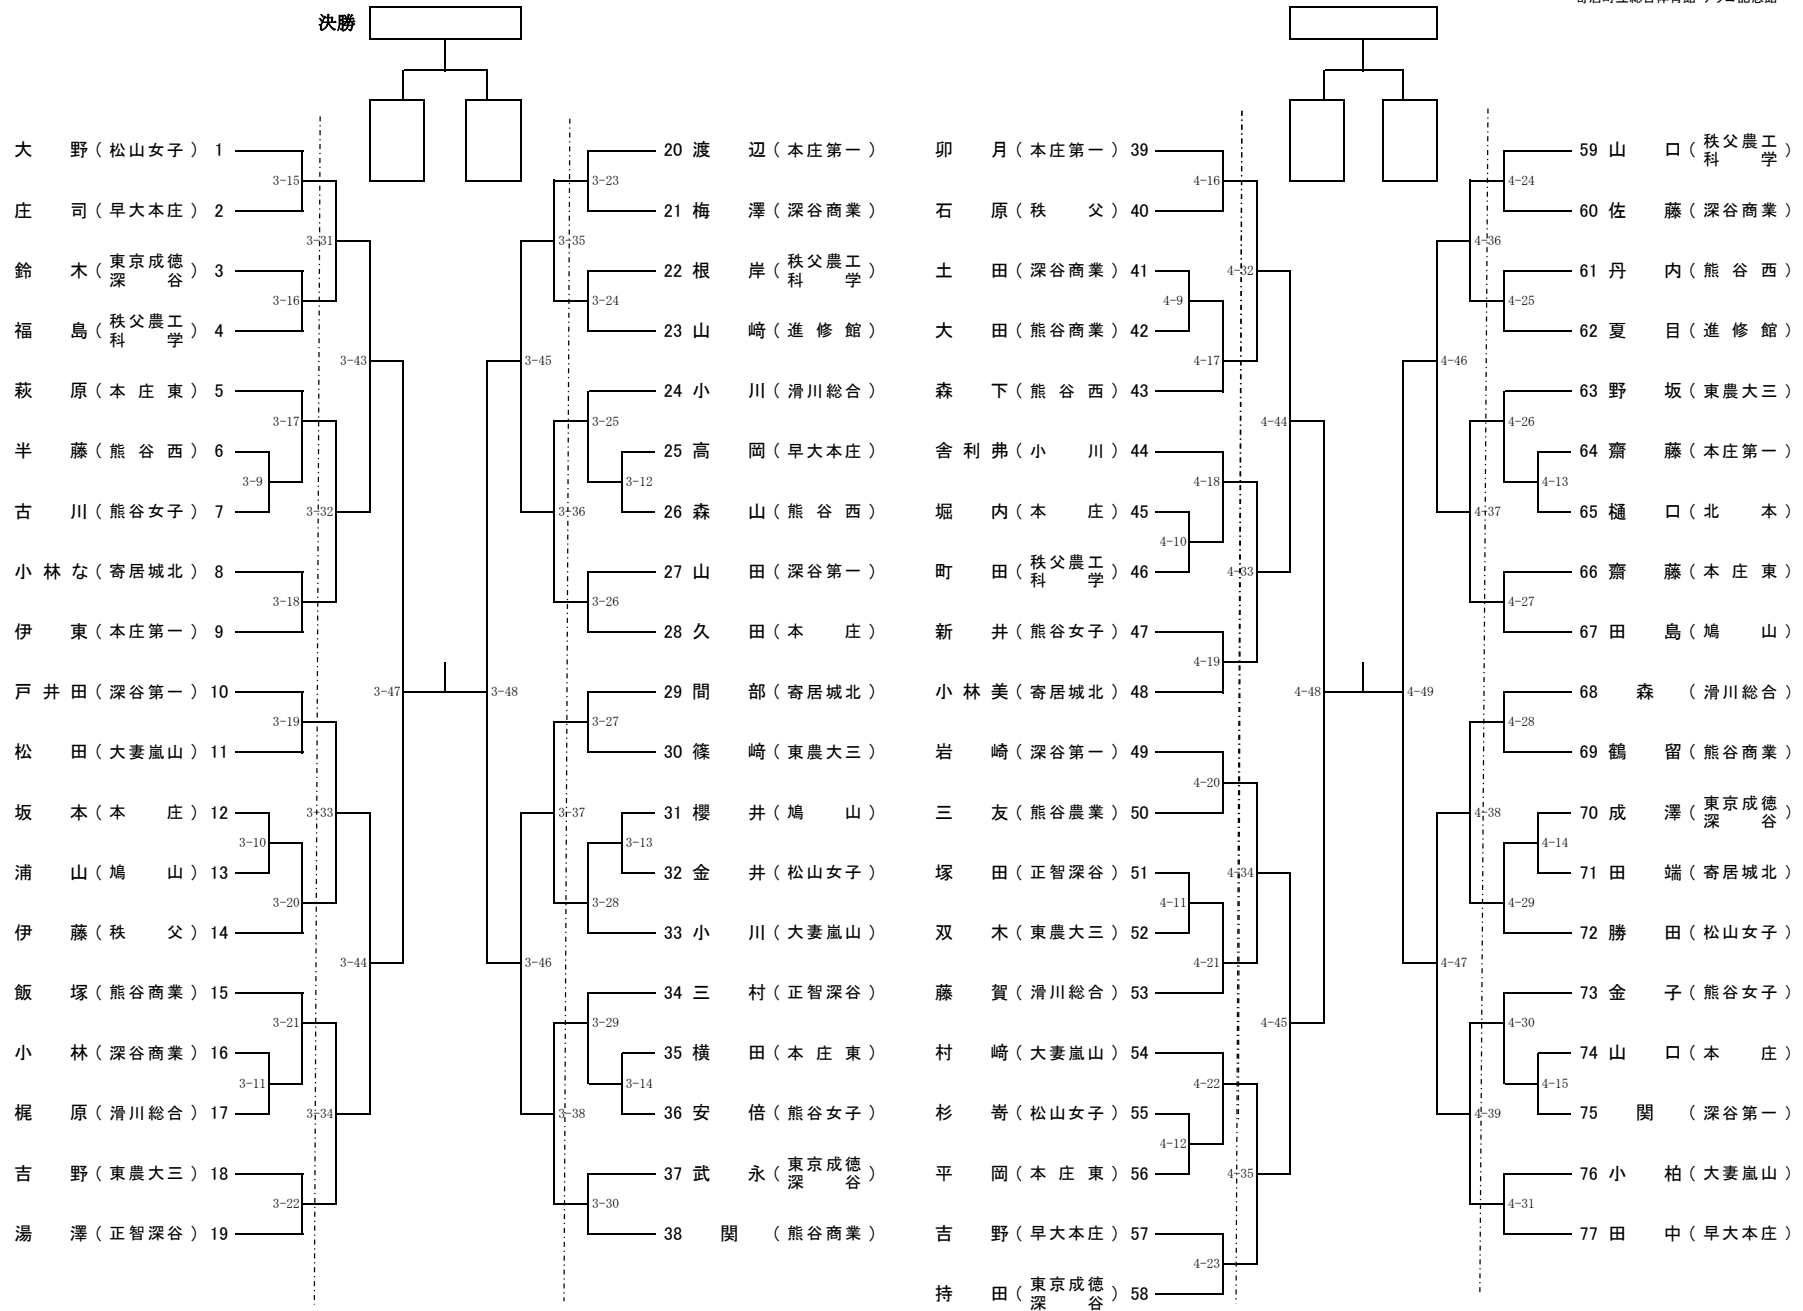 決勝
大野（松山女子）1
3-15
庄司（早大本庄）2
3-31
鈴木（東京成徳深谷）3
3-16
福島（秩父農工科学）4
3-43
萩原（本庄東）5
3-17
半藤（熊谷西）6
3-9
古川（熊谷女子）7
3-32
小林な（寄居城北）8
3-18
伊東（本庄第一）9
3-47
戸井田（深谷第一）10
3-19
松田（大妻嵐山）11
坂本（本庄）12
3-33
3-10
浦山（鳩山）13
3-20
伊藤（秩父）14
3-44
飯塚（熊谷商業）15
3-21
小林（深谷商業）16
3-11
梶原（滑川総合）17
3-34
吉野（東農大三）18
3-22
湯澤（正智深谷）19
20 渡辺（本庄第一）
3-23
21 梅澤（深谷商業）
3-35
22 根岸（秩父農工科学）
3-24
23 山﨑（進修館）
3-45
24 小川（滑川総合）
3-25
25 高岡（早大本庄）
3-12
26 森山（熊谷西）
3-36
27 山田（深谷第一）
3-26
28 久田（本庄）
3-48
29 間部（寄居城北）
3-27
30 篠﨑（東農大三）
31 櫻井（鳩山）
3-37
3-13
32 金井（松山女子）
3-28
33 小川（大妻嵐山）
3-46
34 三村（正智深谷）
3-29
35 横田（本庄東）
3-14
36 安倍（熊谷女子）
3-38
37 武永（東京成徳深谷）
3-30
38 関（熊谷商業）
卯月（本庄第一）39
4-16
石原（秩父）40
土田（深谷商業）41
4-32
4-9
大田（熊谷商業）42
4-17
森下（熊谷西）43
4-44
舎利弗（小川）44
4-18
堀内（本庄）45
4-10
町田（秩父農工科学）46
4-33
新井（熊谷女子）47
4-19
小林美（寄居城北）48
4-48
岩崎（深谷第一）49
4-20
三友（熊谷農業）50
塚田（正智深谷）51
4-34
4-11
双木（東農大三）52
4-21
藤賀（滑川総合）53
4-45
村﨑（大妻嵐山）54
4-22
杉嵜（松山女子）55
4-12
平岡（本庄東）56
4-35
吉野（早大本庄）57
4-23
持田（東京成徳深谷）58
59 山口（秩父農工科学）
4-24
60 佐藤（深谷商業）
4-36
61 丹内（熊谷西）
4-25
62 夏目（進修館）
4-46
63 野坂（東農大三）
4-26
64 齋藤（本庄第一）
4-13
65 樋口（北本）
4-37
66 齋藤（本庄東）
4-27
67 田島（鳩山）
4-49
68 森（滑川総合）
4-28
69 鶴留（熊谷商業）
70 成澤（東京成徳深谷）
4-38
4-14
71 田端（寄居城北）
4-29
72 勝田（松山女子）
4-47
73 金子（熊谷女子）
4-30
74 山口（本庄）
4-15
75 関（深谷第一）
4-39
76 小柏（大妻嵐山）
4-31
77 田中（早大本庄）